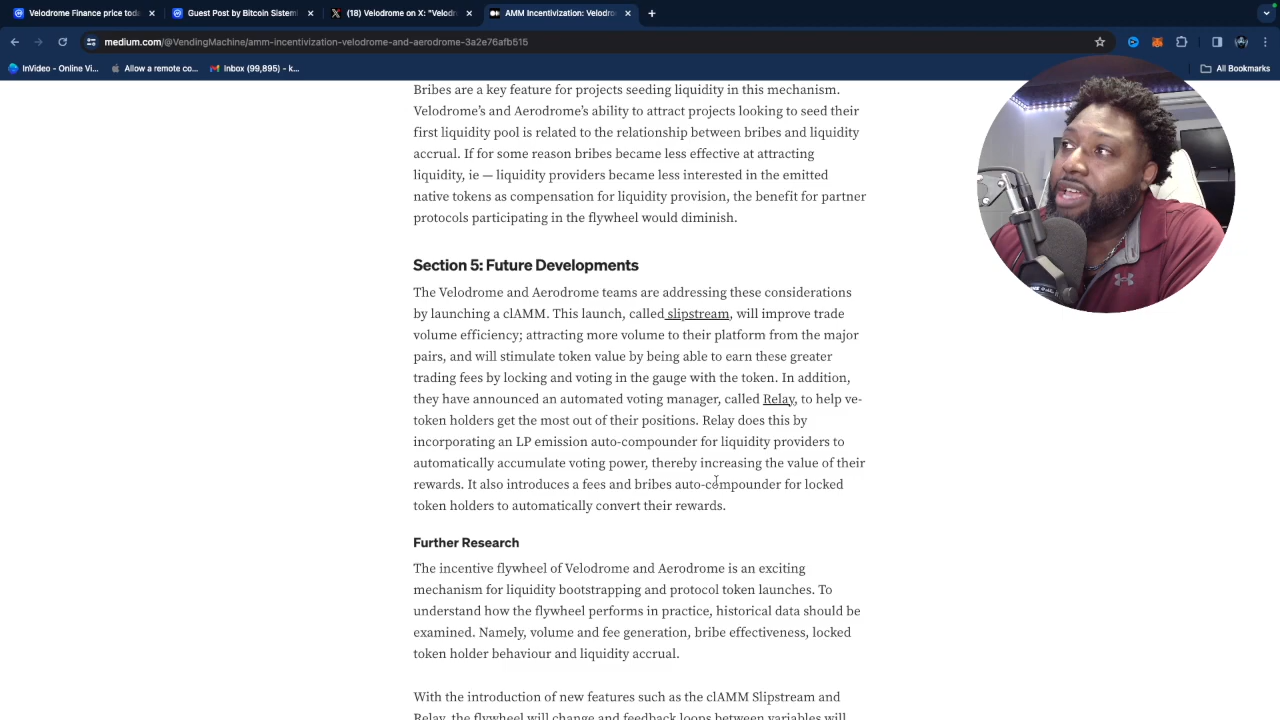 Velodrome Finance price toda
Guest Post by Bitcoin Sistemi
(18) Velodrome on X: "Velodr
AMM Incentivization: Velodro
medium.com/@VendingMachine/amm-incentivization-velodrome-and-aerodrome-3a2e76afb515
InVideo - Online Vi...
Allow a remote co...
Inbox (99,895) - k...
All Bookmarks
Bribes are a key feature for projects seeding liquidity in this mechanism.
Velodrome’s and Aerodrome’s ability to attract projects looking to seed their
first liquidity pool is related to the relationship between bribes and liquidity
accrual. If for some reason bribes became less effective at attracting
liquidity, ie — liquidity providers became less interested in the emitted
native tokens as compensation for liquidity provision, the benefit for partner
protocols participating in the flywheel would diminish.
Section 5: Future Developments
The Velodrome and Aerodrome teams are addressing these considerations
by launching a clAMM. This launch, called slipstream, will improve trade
volume efficiency; attracting more volume to their platform from the major
pairs, and will stimulate token value by being able to earn these greater
trading fees by locking and voting in the gauge with the token. In addition,
they have announced an automated voting manager, called Relay, to help ve-
token holders get the most out of their positions. Relay does this by
incorporating an LP emission auto-compounder for liquidity providers to
automatically accumulate voting power, thereby increasing the value of their
rewards. It also introduces a fees and bribes auto-compounder for locked
token holders to automatically convert their rewards.
Further Research
The incentive flywheel of Velodrome and Aerodrome is an exciting
mechanism for liquidity bootstrapping and protocol token launches. To
understand how the flywheel performs in practice, historical data should be
examined. Namely, volume and fee generation, bribe effectiveness, locked
token holder behaviour and liquidity accrual.
With the introduction of new features such as the clAMM Slipstream and
Relay, the flywheel will change and feedback loops between variables will